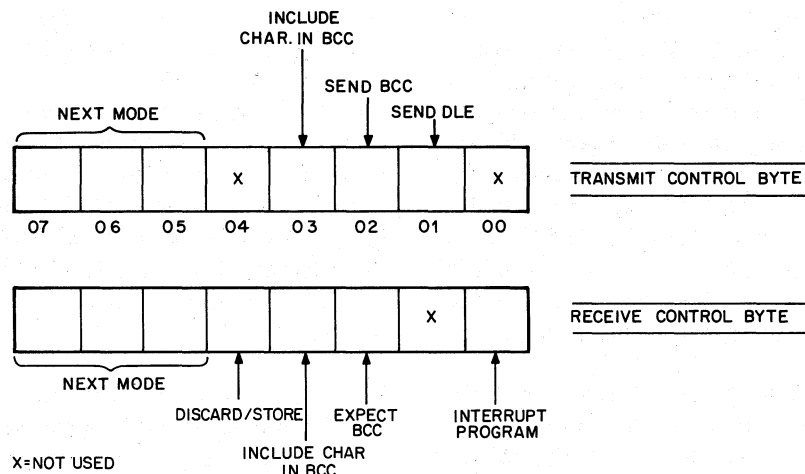 INCLUDE
CHAR. IN BCC
SEND BCC
NEXT MODE
SEND DLE
X
X
TRANSMIT CONTROL BYTE
07 06 05 04 03 02 01 00
X
RECEIVE CONTROL BYTE
NEXT MODE
DISCARD/STORE
EXPECT
BCC
INTERRUPT
PROGRAM
INCLUDE CHAR
IN BCC
X=NOT USED